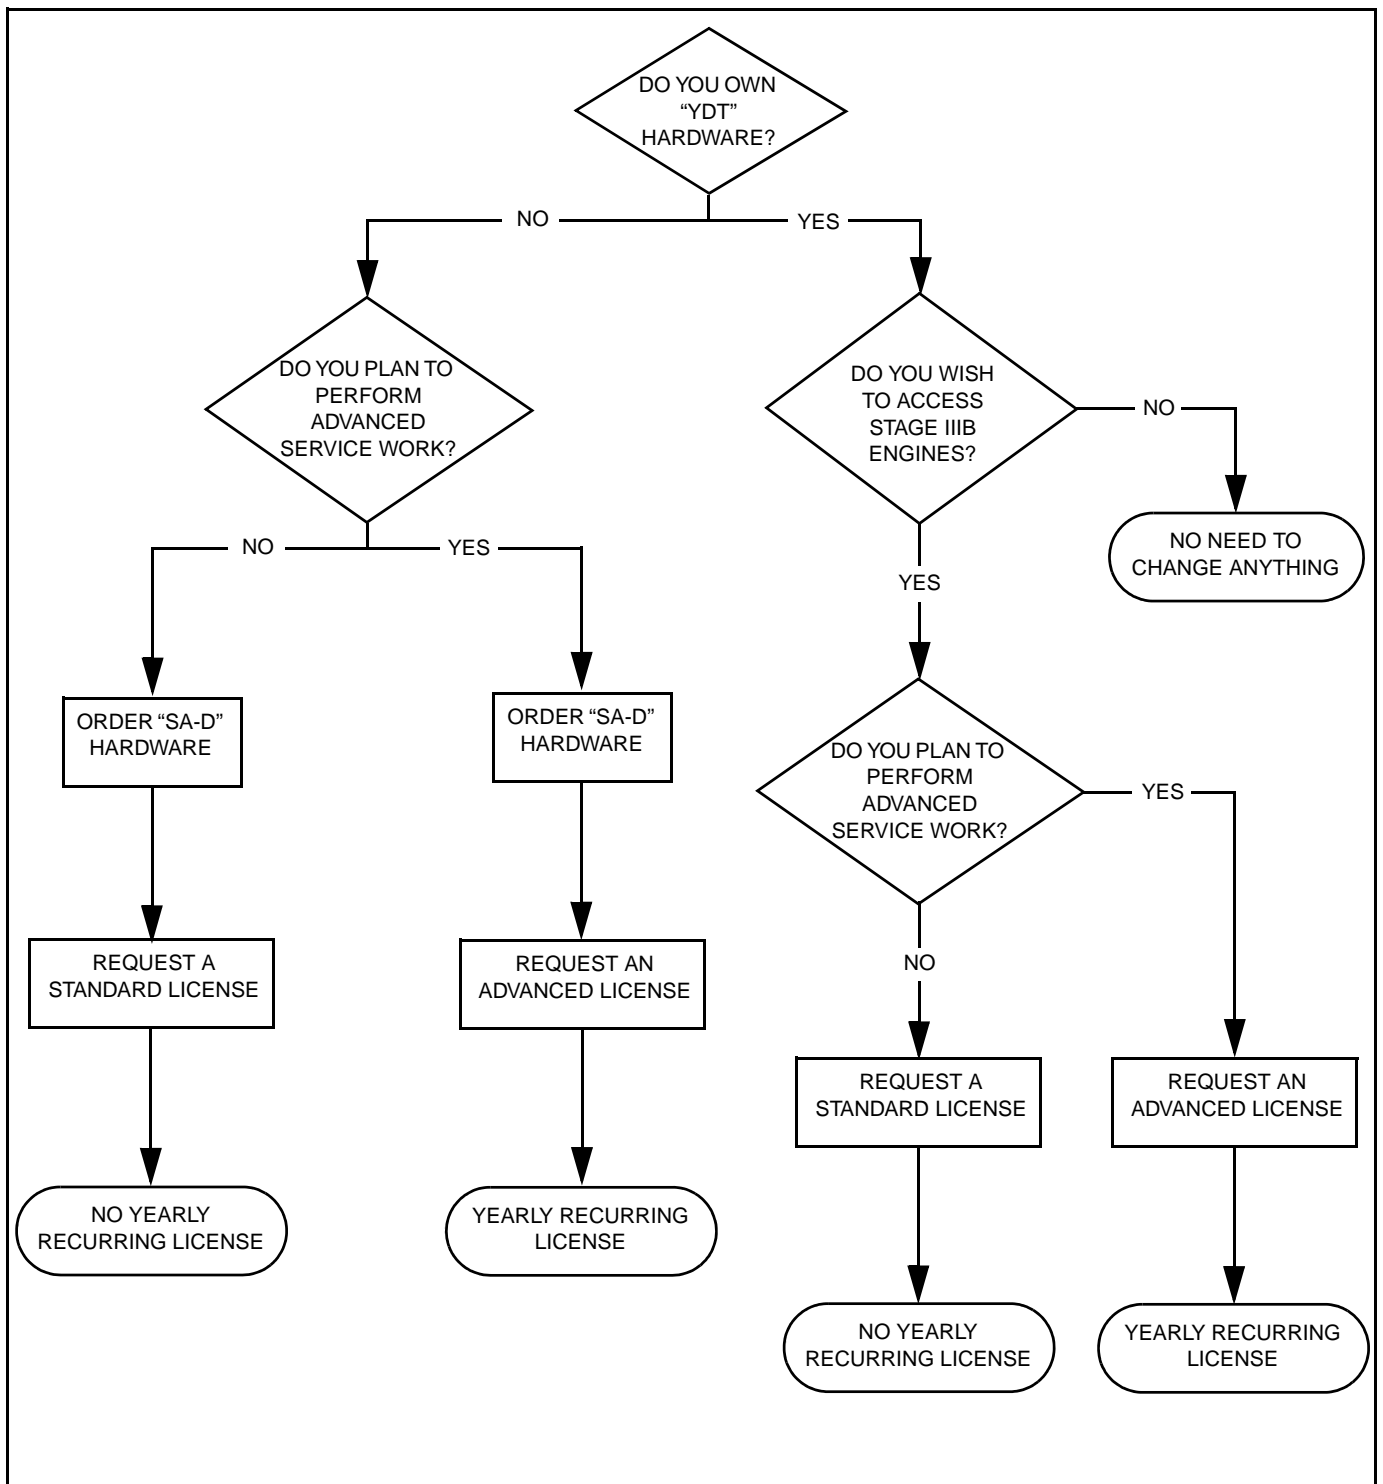 DO YOU OWN
“YDT”
HARDWARE?
NO
YES
DO YOU PLAN TO
PERFORM
ADVANCED
SERVICE WORK?
DO YOU WISH
TO ACCESS
STAGE IIIB
ENGINES?
NO
NO NEED TO
CHANGE ANYTHING
NO
YES
YES
ORDER “SA-D”
HARDWARE
ORDER “SA-D”
HARDWARE
DO YOU PLAN TO
PERFORM
ADVANCED
SERVICE WORK?
YES
NO
REQUEST A
STANDARD LICENSE
REQUEST AN
ADVANCED LICENSE
REQUEST A
STANDARD LICENSE
REQUEST AN
ADVANCED LICENSE
NO YEARLY
RECURRING LICENSE
YEARLY RECURRING
LICENSE
NO YEARLY
RECURRING LICENSE
YEARLY RECURRING
LICENSE